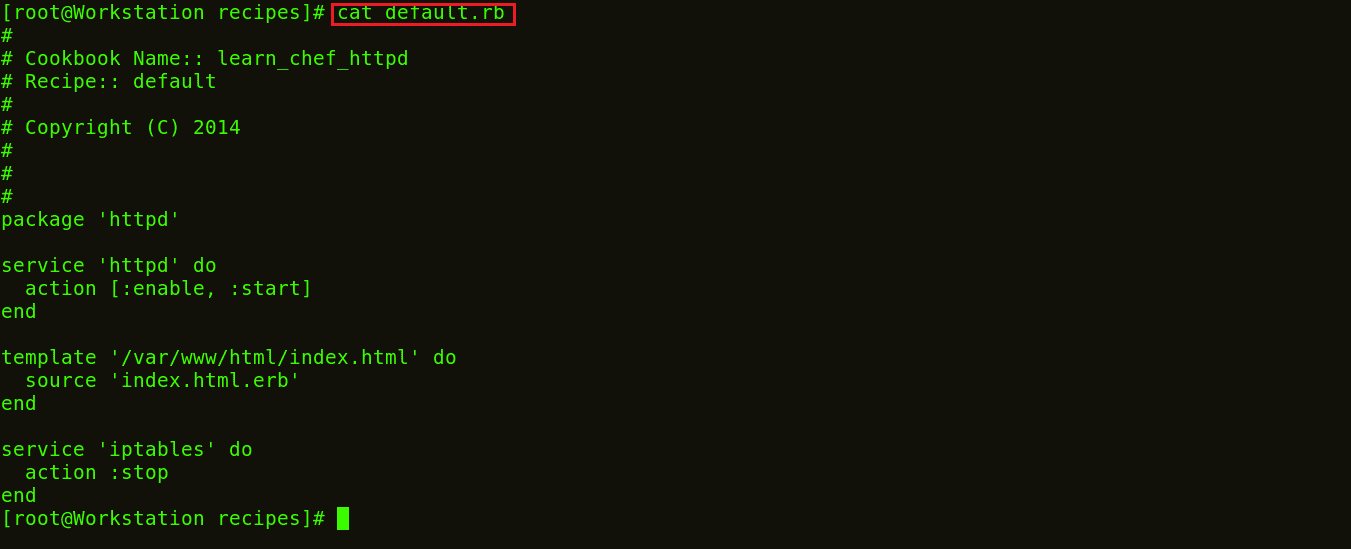 [root@Workstation recipes]# cat default.rb
#
# Cookbook Name:: learn_chef_httpd
# Recipe:: default
#
# Copyright (C) 2014
#
#
#
package 'httpd'

service 'httpd' do
  action [:enable, :start]
end

template '/var/www/html/index.html' do
  source 'index.html.erb'
end

service 'iptables' do
  action :stop
end
[root@Workstation recipes]#